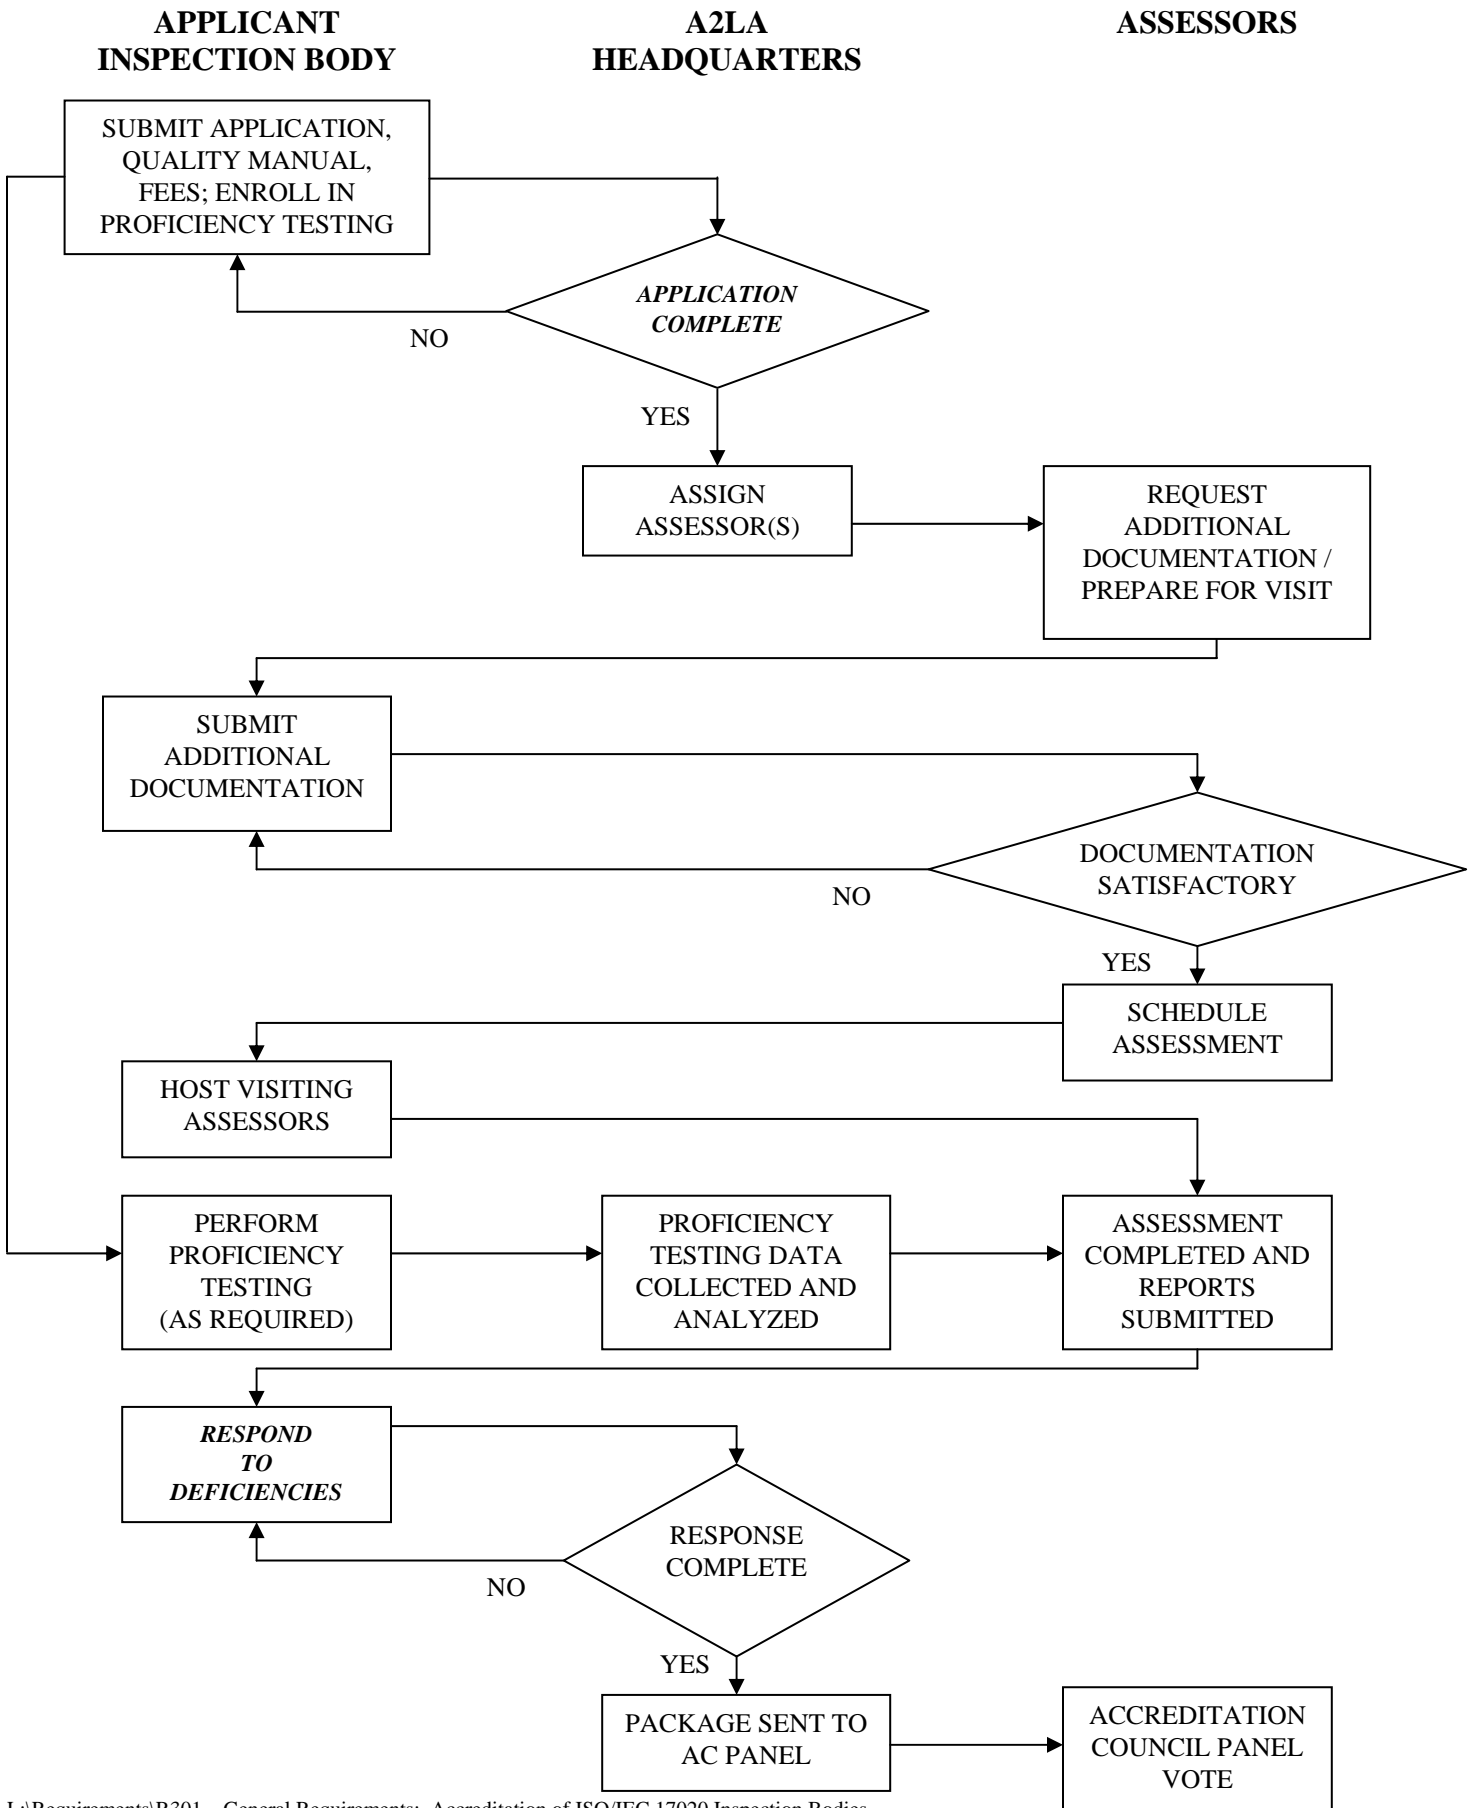 APPLICANT
INSPECTION BODY
A2LA
HEADQUARTERS
ASSESSORS
SUBMIT APPLICATION,
QUALITY MANUAL,
FEES; ENROLL IN
PROFICIENCY TESTING
APPLICATION
COMPLETE
NO
YES
ASSIGN
ASSESSOR(S)
REQUEST
ADDITIONAL
DOCUMENTATION /
PREPARE FOR VISIT
SUBMIT
ADDITIONAL
DOCUMENTATION
DOCUMENTATION
SATISFACTORY
NO
YES
SCHEDULE
ASSESSMENT
HOST VISITING
ASSESSORS
PERFORM
PROFICIENCY
TESTING
(AS REQUIRED)
PROFICIENCY
TESTING DATA
COLLECTED AND
ANALYZED
ASSESSMENT
COMPLETED AND
REPORTS
SUBMITTED
RESPOND
TO
DEFICIENCIES
RESPONSE
COMPLETE
NO
YES
PACKAGE SENT TO
AC PANEL
ACCREDITATION
COUNCIL PANEL
VOTE
L:\Requirements\R301 – General Requirements: Accreditation of ISO/IEC 17020 Inspection Bodies